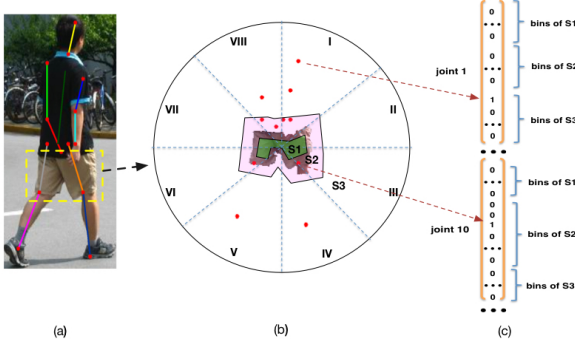 VIII
I
VII
II
VI
III
V
IV
S1
S2
S3
joint 1
joint 10
0
...
0
0
...
0
1
0
...
0
0
...
0
0
0
1
0
...
0
0
...
0
...
bins of S1
bins of S2
bins of S3
bins of S1
bins of S2
bins of S3
(a)
(b)
(c)